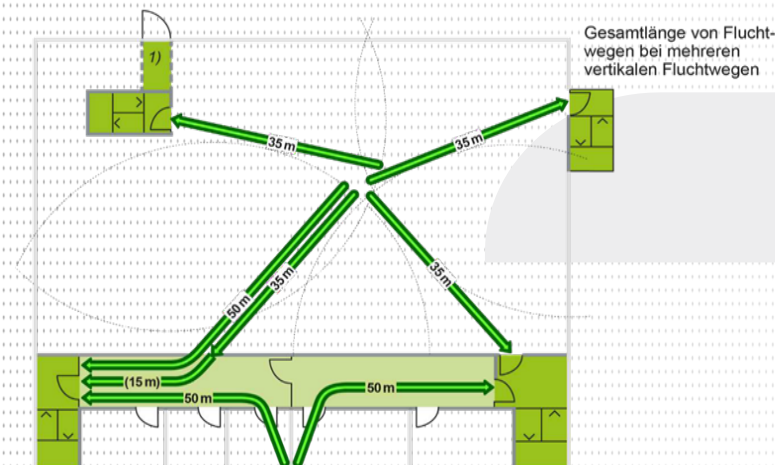 Gesamtlänge von Flucht-
wegen bei mehreren
vertikalen Fluchtwegen
1)
35 m
35 m
50 m
35 m
35 m
(15 m)
50 m
50 m